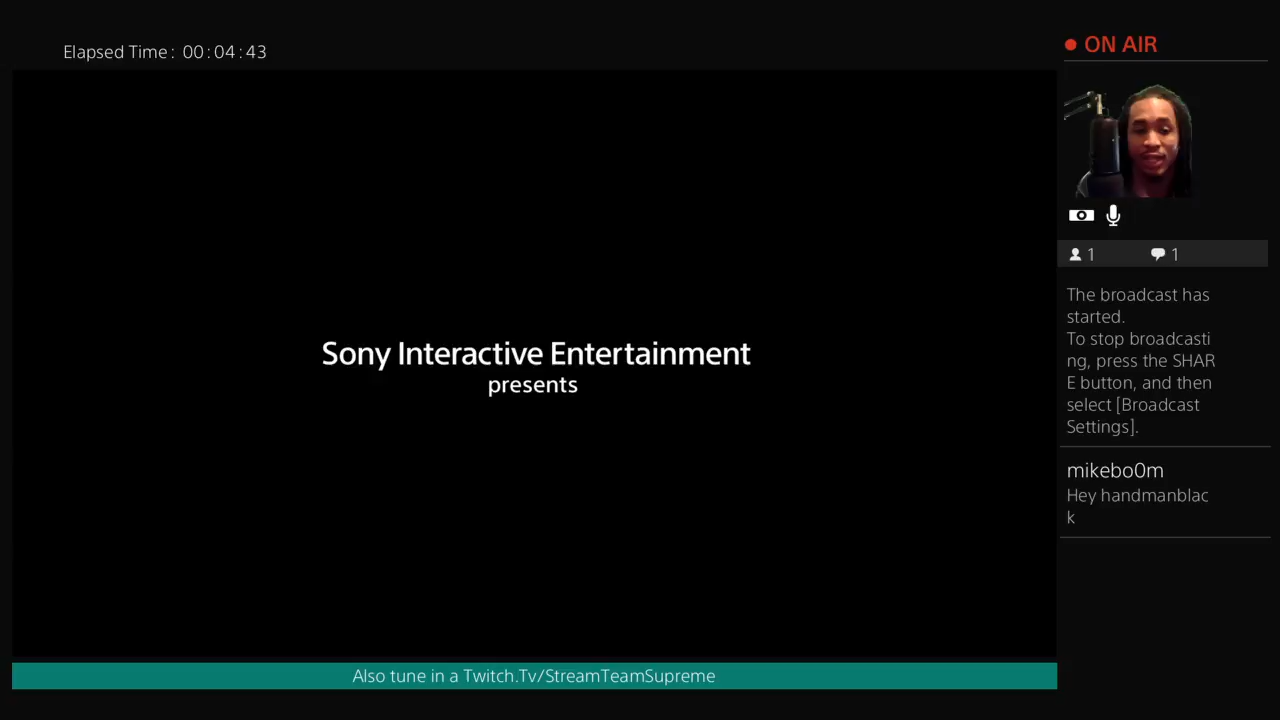 Elapsed Time: 00:04:43
ON AIR
Sony Interactive Entertainment
presents
1 1
The broadcast has
started.
To stop broadcasti
ng, press the SHAR
E button, and then
select [Broadcast
Settings].
mikebo0m
Hey handmanblac
k
Also tune in a Twitch.Tv/StreamTeamSupreme